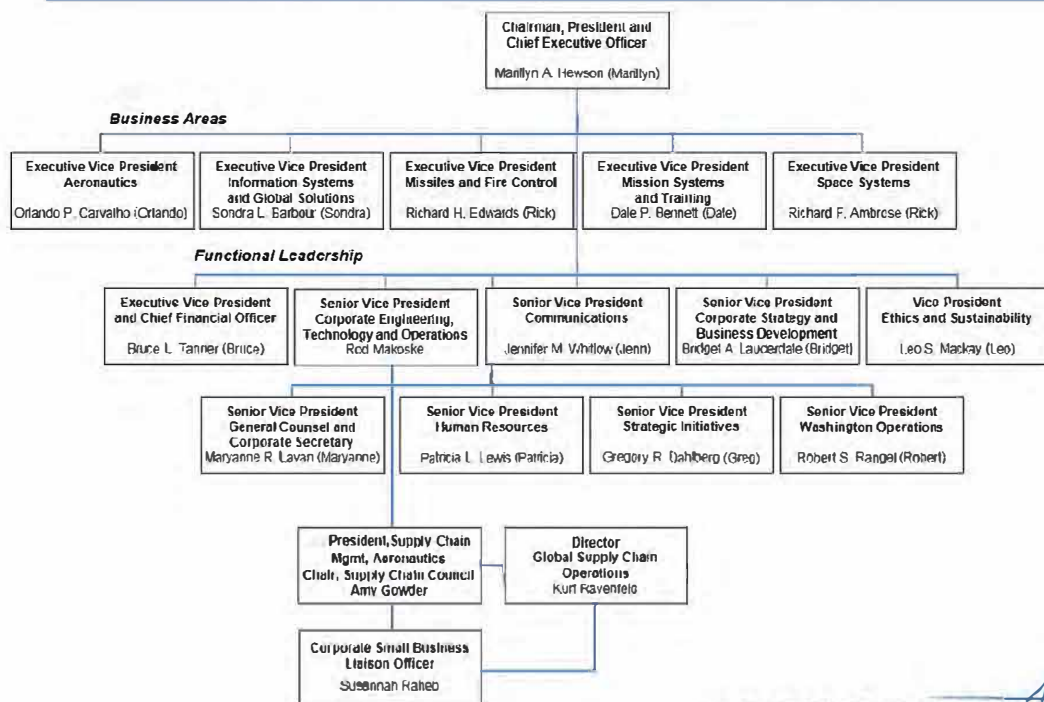 Chairman, President and
Chief Executive Officer
Marillyn A. Hewson (Marillyn)
Business Areas
Executive Vice President
Aeronautics
Orlando P. Carvalho (Orlando)
Executive Vice President
Information Systems
and Global Solutions
Sondra L. Barbour (Sondra)
Executive Vice President
Missiles and Fire Control
Richard H. Edwards (Rick)
Executive Vice President
Mission Systems
and Training
Dale P. Bennett (Dale)
Executive Vice President
Space Systems
Richard F. Ambrose (Rick)
Functional Leadership
Executive Vice President
and Chief Financial Officer
Bruce L. Tanner (Bruce)
Senior Vice President
Corporate Engineering,
Technology and Operations
Rod Makoske
Senior Vice President
Communications
Jennifer M. Whitlow (Jenn)
Senior Vice President
Corporate Strategy and
Business Development
Bridget A. Lauderdale (Bridget)
Vice President
Ethics and Sustainability
Leo S. Mackay (Leo)
Senior Vice President
General Counsel and
Corporate Secretary
Maryanne R. Lavan (Maryanne)
Senior Vice President
Human Resources
Patricia L. Lewis (Patricia)
Senior Vice President
Strategic Initiatives
Gregory R. Dahlberg (Greg)
Senior Vice President
Washington Operations
Robert S. Rangel (Robert)
President, Supply Chain
Mgmt, Aeronautics
Chair, Supply Chain Council
Amy Gowder
Director
Global Supply Chain
Operations
Kurt Ravenfeld
Corporate Small Business
Liaison Officer
Susannah Raheb